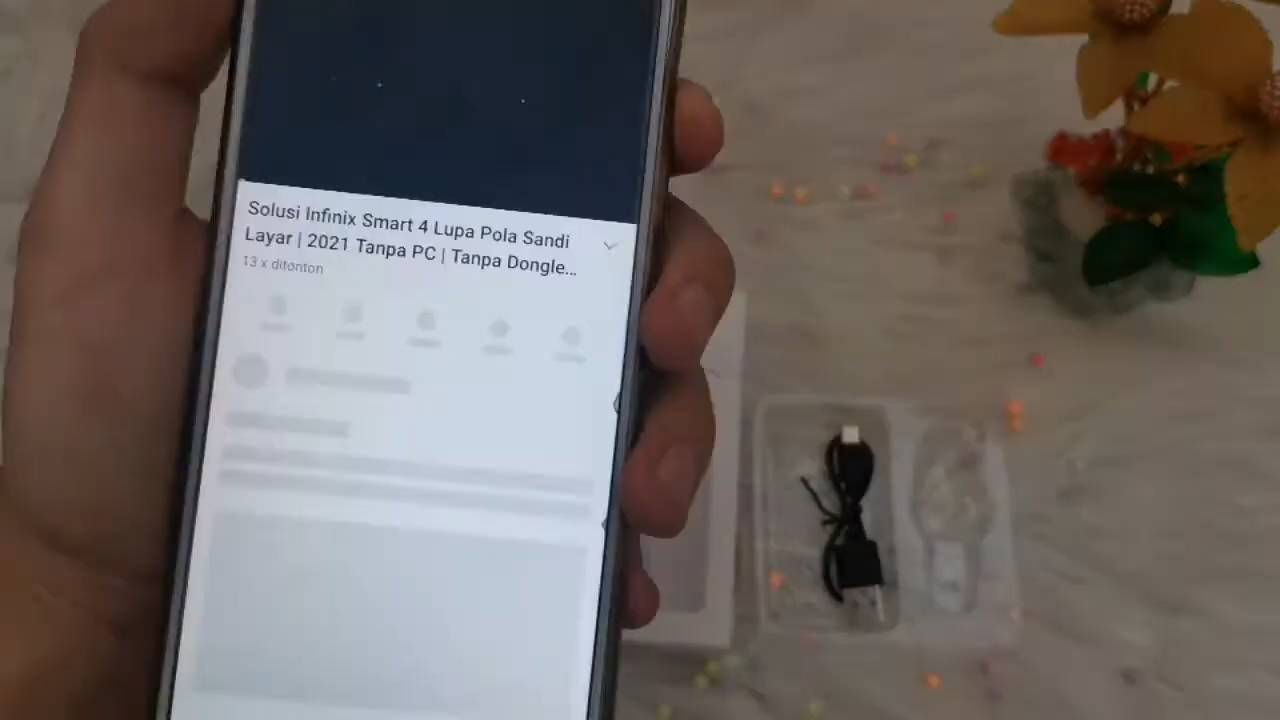 Solusi Infinix Smart 4 Lupa Pola Sandi
Layar | 2021 Tanpa PC | Tanpa Dongle...
13 x ditonton